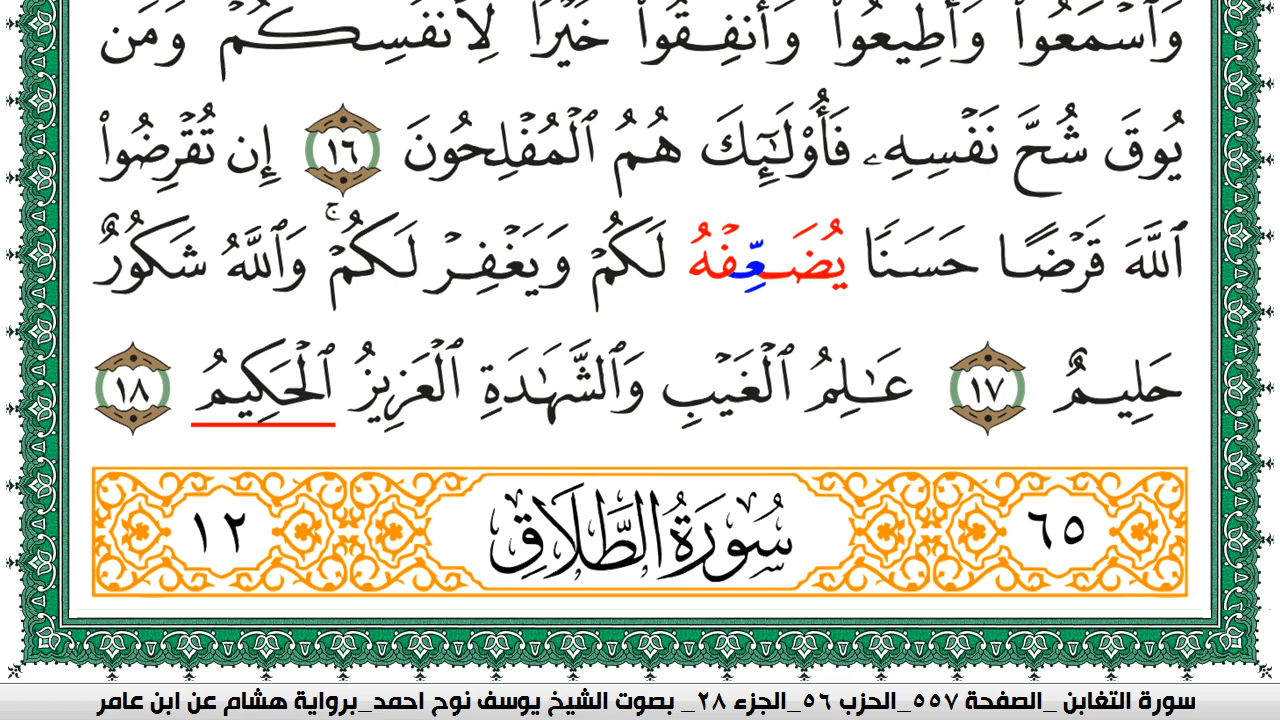 وَٱسۡمَعُواْ وَأَطِيعُواْ وَأَنفِقُواْ خَيۡرٗا لِّأَنفُسِكُمۡۗ وَمَن
يُوقَ شُحَّ نَفۡسِهِۦ فَأُوْلَٰٓئِكَ هُمُ ٱلۡمُفۡلِحُونَ ١٦ إِن تُقۡرِضُواْ
ٱللَّهَ قَرۡضًا حَسَنٗا يُضَعِّفۡهُ لَكُمۡ وَيَغۡفِرۡ لَكُمۡۚ وَٱللَّهُ شَكُورٌ
حَلِيمٌ ١٧ عَٰلِمُ ٱلۡغَيۡبِ وَٱلشَّهَٰدَةِ ٱلۡعَزِيزُ ٱلۡحَكِيمُ ١٨
٦٥ سُورَةُ الطَّلَاقِ ١٢
سورة التغابن _الصفحة ٥٥٧_الحزب ٥٦_الجزء ٢٨_ بصوت الشيخ يوسف نوح احمد_برواية هشام عن ابن عامر